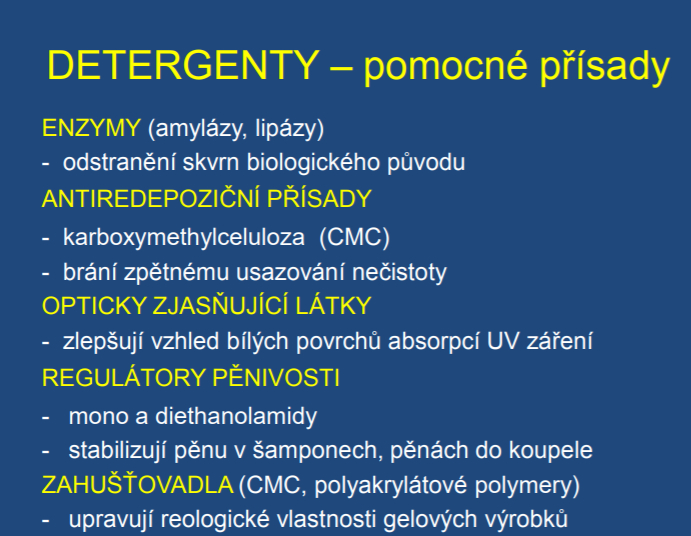 DETERGENTY – pomocné přísady
ENZYMY (amylázy, lipázy)
- odstranění skvrn biologického původu
ANTIREDEPOZIČNÍ PŘÍSADY
- karboxymethylceluloza (CMC)
- brání zpětnému usazování nečistoty
OPTICKY ZJASŇUJÍCÍ LÁTKY
- zlepšují vzhled bílých povrchů absorpcí UV záření
REGULÁTORY PĚNIVOSTI
- mono a diethanolamidy
- stabilizují pěnu v šamponech, pěnách do koupele
ZAHUŠŤOVADLA (CMC, polyakrylátové polymery)
- upravují reologické vlastnosti gelových výrobků